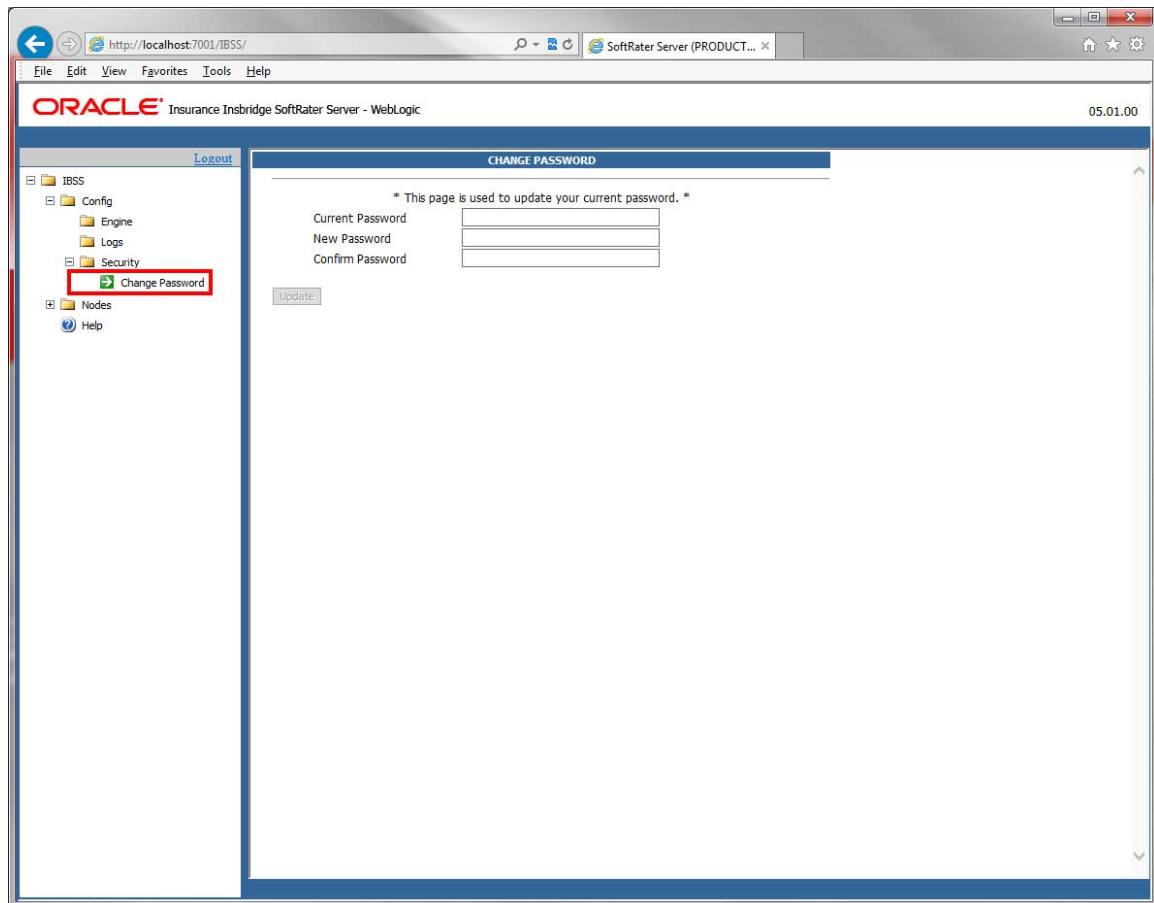 http://localhost:7001/IBSS/
SoftRater Server (PRODUCT...
File Edit View Favorites Tools Help
ORACLE Insurance Insbridge SoftRater Server - WebLogic
05.01.00
Logout
IBSS
Config
Engine
Logs
Security
Change Password
Nodes
Help
CHANGE PASSWORD
* This page is used to update your current password. *
Current Password
New Password
Confirm Password
Update